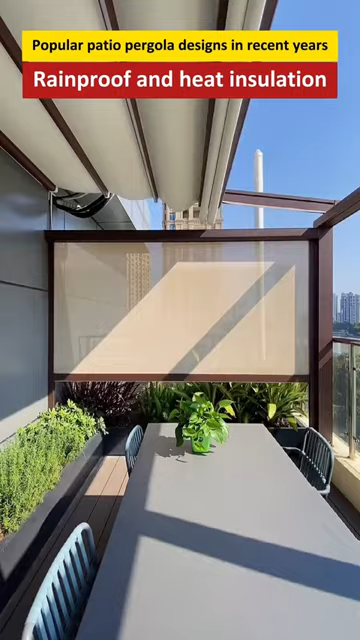 Popular patio pergola designs in recent years
Rainproof and heat insulation